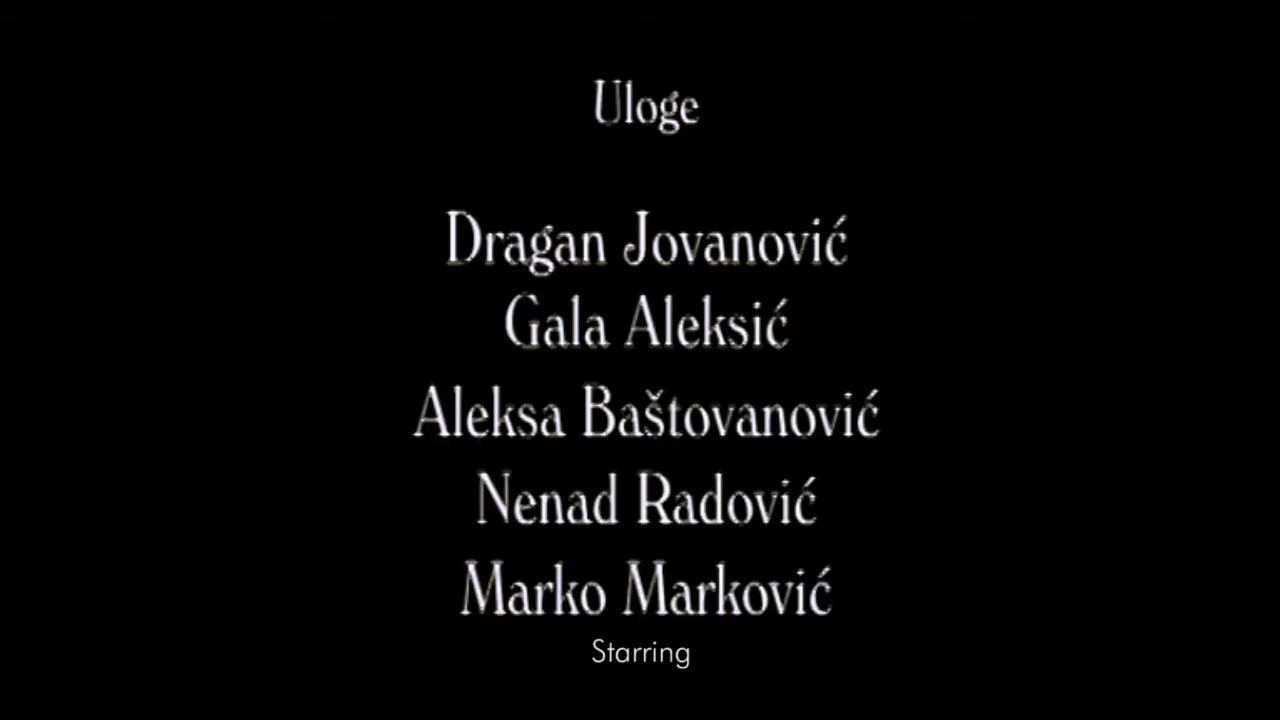 Uloge
Dragan Jovanović
Gala Aleksić
Aleksa Baštovanović
Nenad Radović
Marko Marković
Starring